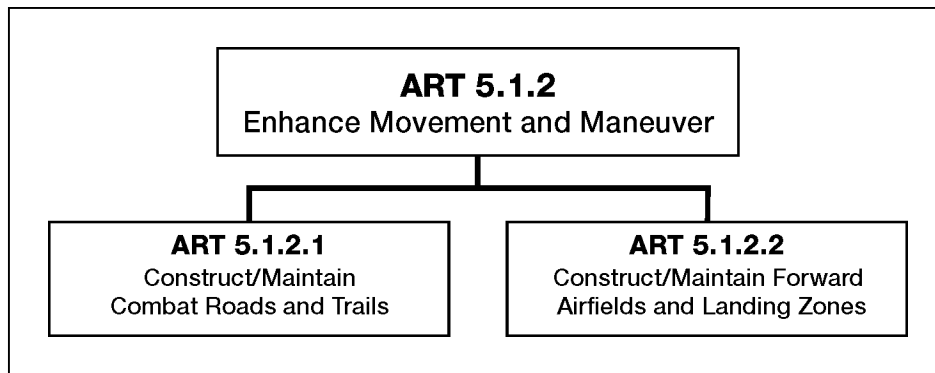 ART 5.1.2
Enhance Movement and Maneuver
ART 5.1.2.1
Construct/Maintain
Combat Roads and Trails
ART 5.1.2.2
Construct/Maintain Forward
Airfields and Landing Zones